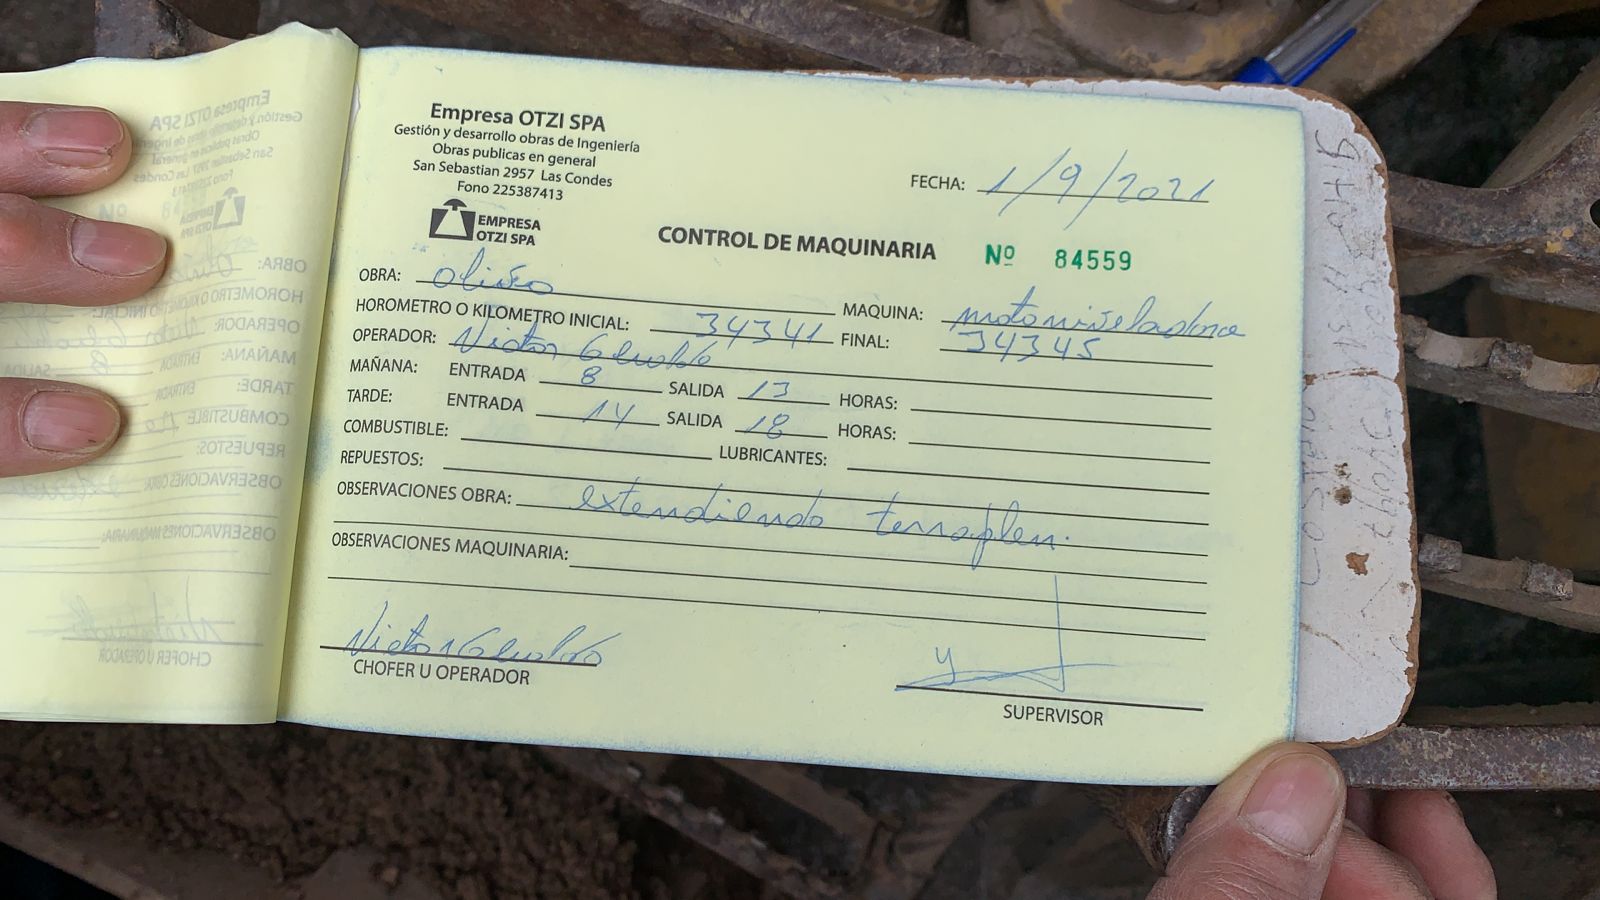 Empresa OTZI SPA
Gestión y desarrollo obras de Ingeniería
Obras publicas en general
San Sebastian 2957 Las Condes
Fono 225387413
EMPRESA
OTZI SPA
FECHA: 1/9/2021
CONTROL DE MAQUINARIA Nº 84559
OBRA:
MAQUINA: motoniveladora
HOROMETRO O KILOMETRO INICIAL: 34341 FINAL: 34345
OPERADOR: Victor
MAÑANA: ENTRADA 8 SALIDA 13 HORAS:
TARDE: ENTRADA 14 SALIDA 18 HORAS:
COMBUSTIBLE: LUBRICANTES:
REPUESTOS:
OBSERVACIONES OBRA: extendiendo terraplen.
OBSERVACIONES MAQUINARIA:
Victor
CHOFER U OPERADOR
SUPERVISOR